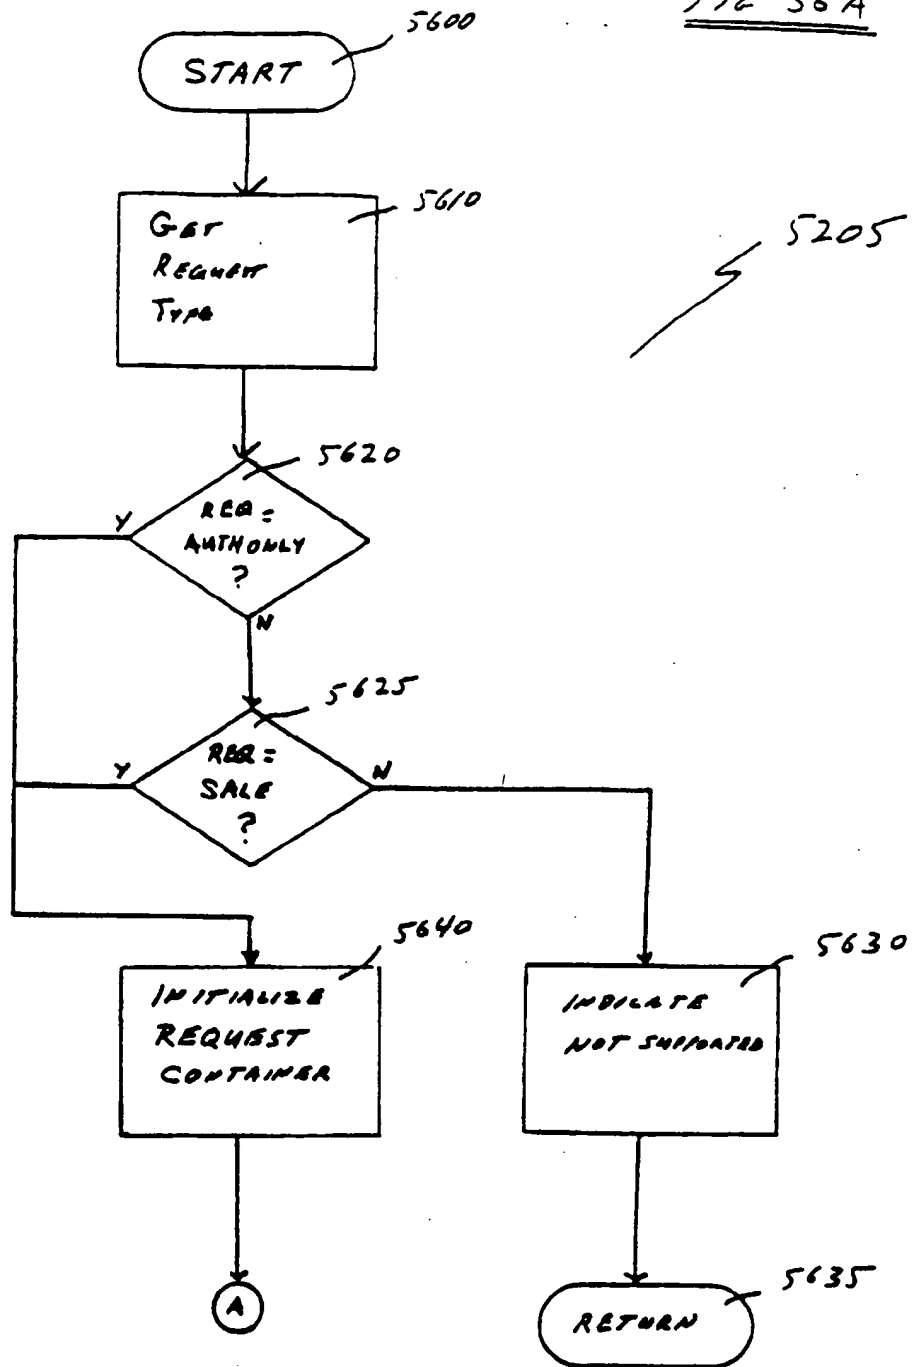 FIG 56A
5600
START
5610
GET
REQUEST
TYPE
5205
5620
Y
REQ =
AUTHONLY
?
N
5625
Y
REQ =
SALE
?
N
5640
INITIALIZE
REQUEST
CONTAINER
5630
INDICATE
NOT SUPPORTED
A
5635
RETURN